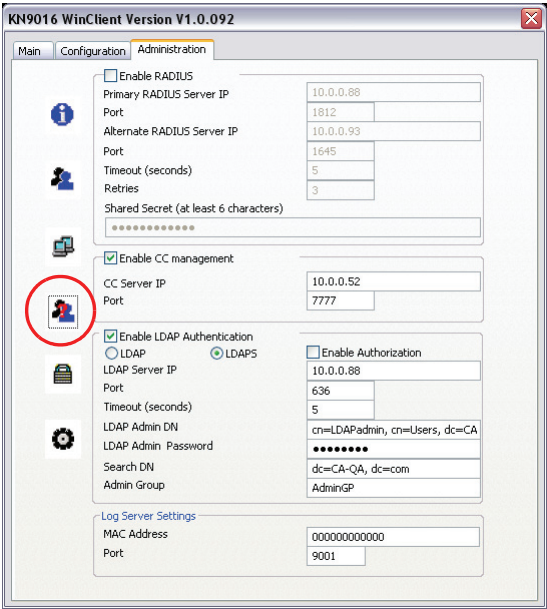 KN9016 WinClient Version V1.0.092
Main Configuration Administration
Enable RADIUS
Primary RADIUS Server IP 10.0.0.88
Port 1812
Alternate RADIUS Server IP 10.0.0.93
Port 1645
Timeout (seconds) 5
Retries 3
Shared Secret (at least 6 characters)
●●●●●●●●●●●●
Enable CC management
CC Server IP 10.0.0.52
Port 7777
Enable LDAP Authentication
LDAP LDAPS Enable Authorization
LDAP Server IP 10.0.0.88
Port 636
Timeout (seconds) 5
LDAP Admin DN cn=LDAPadmin, cn=Users, dc=CA
LDAP Admin Password ●●●●●●●●
Search DN dc=CA-QA, dc=com
Admin Group AdminGP
Log Server Settings
MAC Address 000000000000
Port 9001